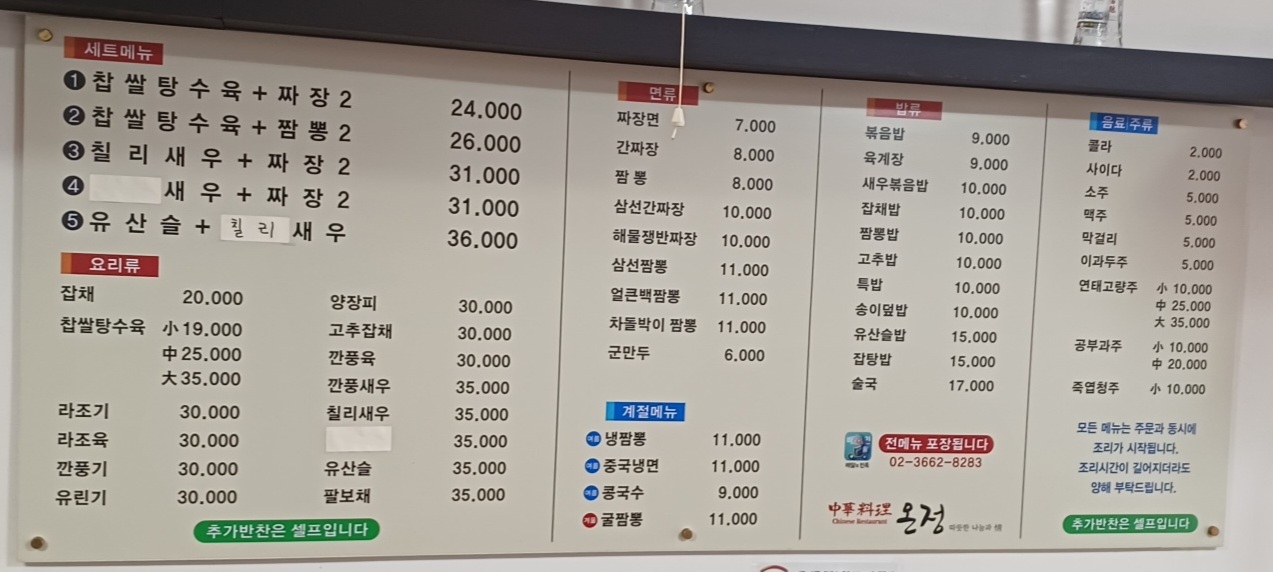 세트메뉴
❶ 찹쌀탕수육+짜장2 24.000
❷ 찹쌀탕수육+짬뽕2 26.000
❸ 칠리새우+짜장2 31.000
❹ 새우+짜장2 31.000
❺ 유산슬+칠리새우 36.000
요리류
잡채 20.000
찹쌀탕수육 小 19.000
中 25.000
大 35.000
라조기 30.000
라조육 30.000
깐풍기 30.000
유린기 30.000
양장피 30.000
고추잡채 30.000
깐풍육 30.000
깐풍새우 35.000
칠리새우 35.000
35.000
유산슬 35.000
팔보채 35.000
추가반찬은 셀프입니다
면류
짜장면 7.000
간짜장 8.000
짬뽕 8.000
삼선간짜장 10.000
해물쟁반짜장 10.000
삼선짬뽕 11.000
얼큰백짬뽕 11.000
차돌박이 짬뽕 11.000
군만두 6.000
계절메뉴
여름 냉짬뽕 11.000
여름 중국냉면 11.000
여름 콩국수 9.000
겨울 굴짬뽕 11.000
밥류
볶음밥 9.000
육계장 9.000
새우볶음밥 10.000
잡채밥 10.000
짬뽕밥 10.000
고추밥 10.000
특밥 10.000
송이덮밥 10.000
유산슬밥 15.000
잡탕밥 15.000
술국 17.000
전메뉴 포장됩니다
02-3662-8283
中華料理
Chinese Restaurant
온정
따뜻한 나눔과 情
음료 주류
콜라 2.000
사이다 2.000
소주 5.000
맥주 5.000
막걸리 5.000
이과두주 5.000
연태고량주 小 10.000
中 25.000
大 35.000
공부과주 小 10.000
中 20.000
죽엽청주 小 10.000
모든 메뉴는 주문과 동시에
조리가 시작됩니다.
조리시간이 길어지더라도
양해 부탁드립니다.
추가반찬은 셀프입니다